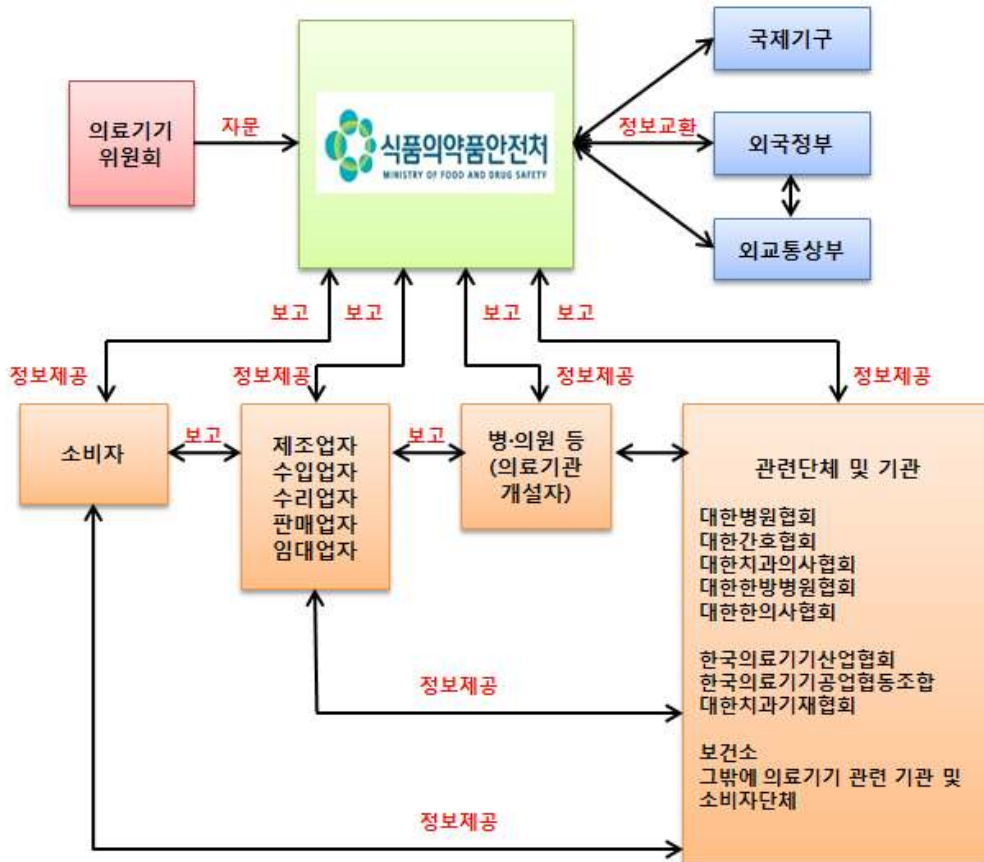 국제기구
의료기기
위원회
자문
식품의약품안전처
MINISTRY OF FOOD AND DRUG SAFETY
정보교환
외국정부
외교통상부
보고
보고
보고
보고
정보제공
정보제공
정보제공
정보제공
소비자
보고
제조업자
수입업자
수리업자
판매업자
임대업자
보고
병·의원 등
(의료기관
개설자)
관련단체 및 기관
대한병원협회
대한간호협회
대한치과의사협회
대한한방병원협회
대한한의사협회
한국의료기기산업협회
한국의료기기공업협동조합
대한치과기재협회
보건소
그밖에 의료기기 관련 기관 및
소비자단체
정보제공
정보제공